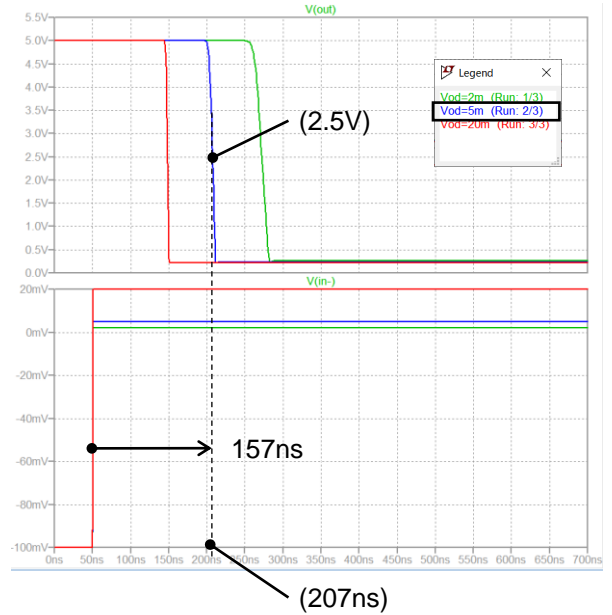 V(out)
5.5V
5.0V
4.5V
4.0V
3.5V
3.0V
2.5V
2.0V
1.5V
1.0V
0.5V
0.0V
Legend
Vod=2m (Run: 1/3)
Vod=5m (Run: 2/3)
Vod=20m (Run: 3/3)
(2.5V)
V(in-)
20mV
0mV
-20mV
-40mV
-60mV
-80mV
-100mV
157ns
0ns 50ns 100ns 150ns 200ns 250ns 300ns 350ns 400ns 450ns 500ns 550ns 600ns 650ns 700ns
(207ns)